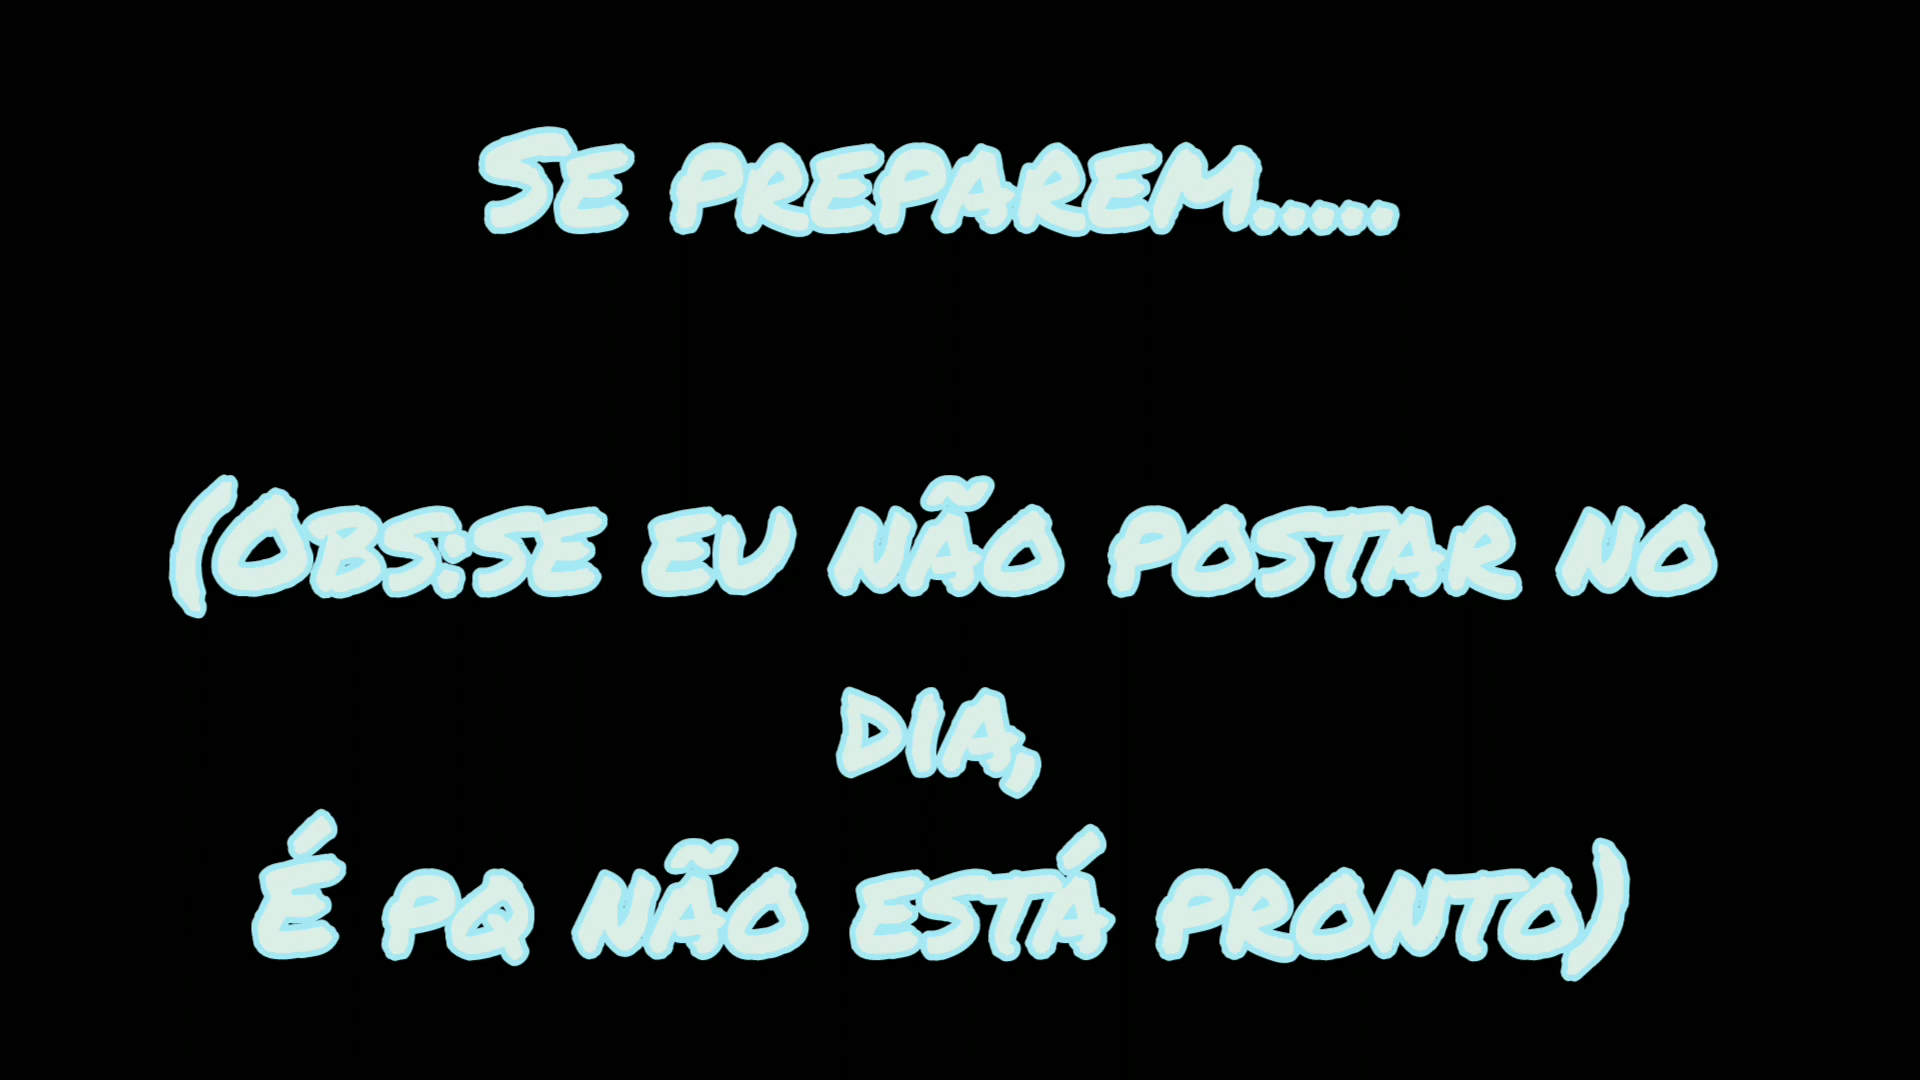 Se preparem.....
(Obs:se eu não postar no
dia,
É pq não está pronto)